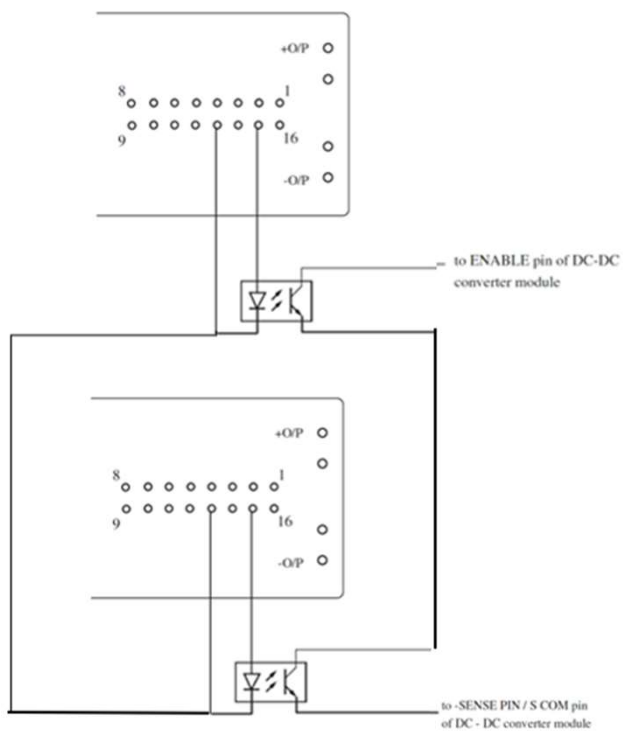 +O/P
8
1
9
16
-O/P
to ENABLE pin of DC-DC
converter module
+O/P
8
1
9
16
-O/P
to -SENSE PIN / S COM pin
of DC - DC converter module